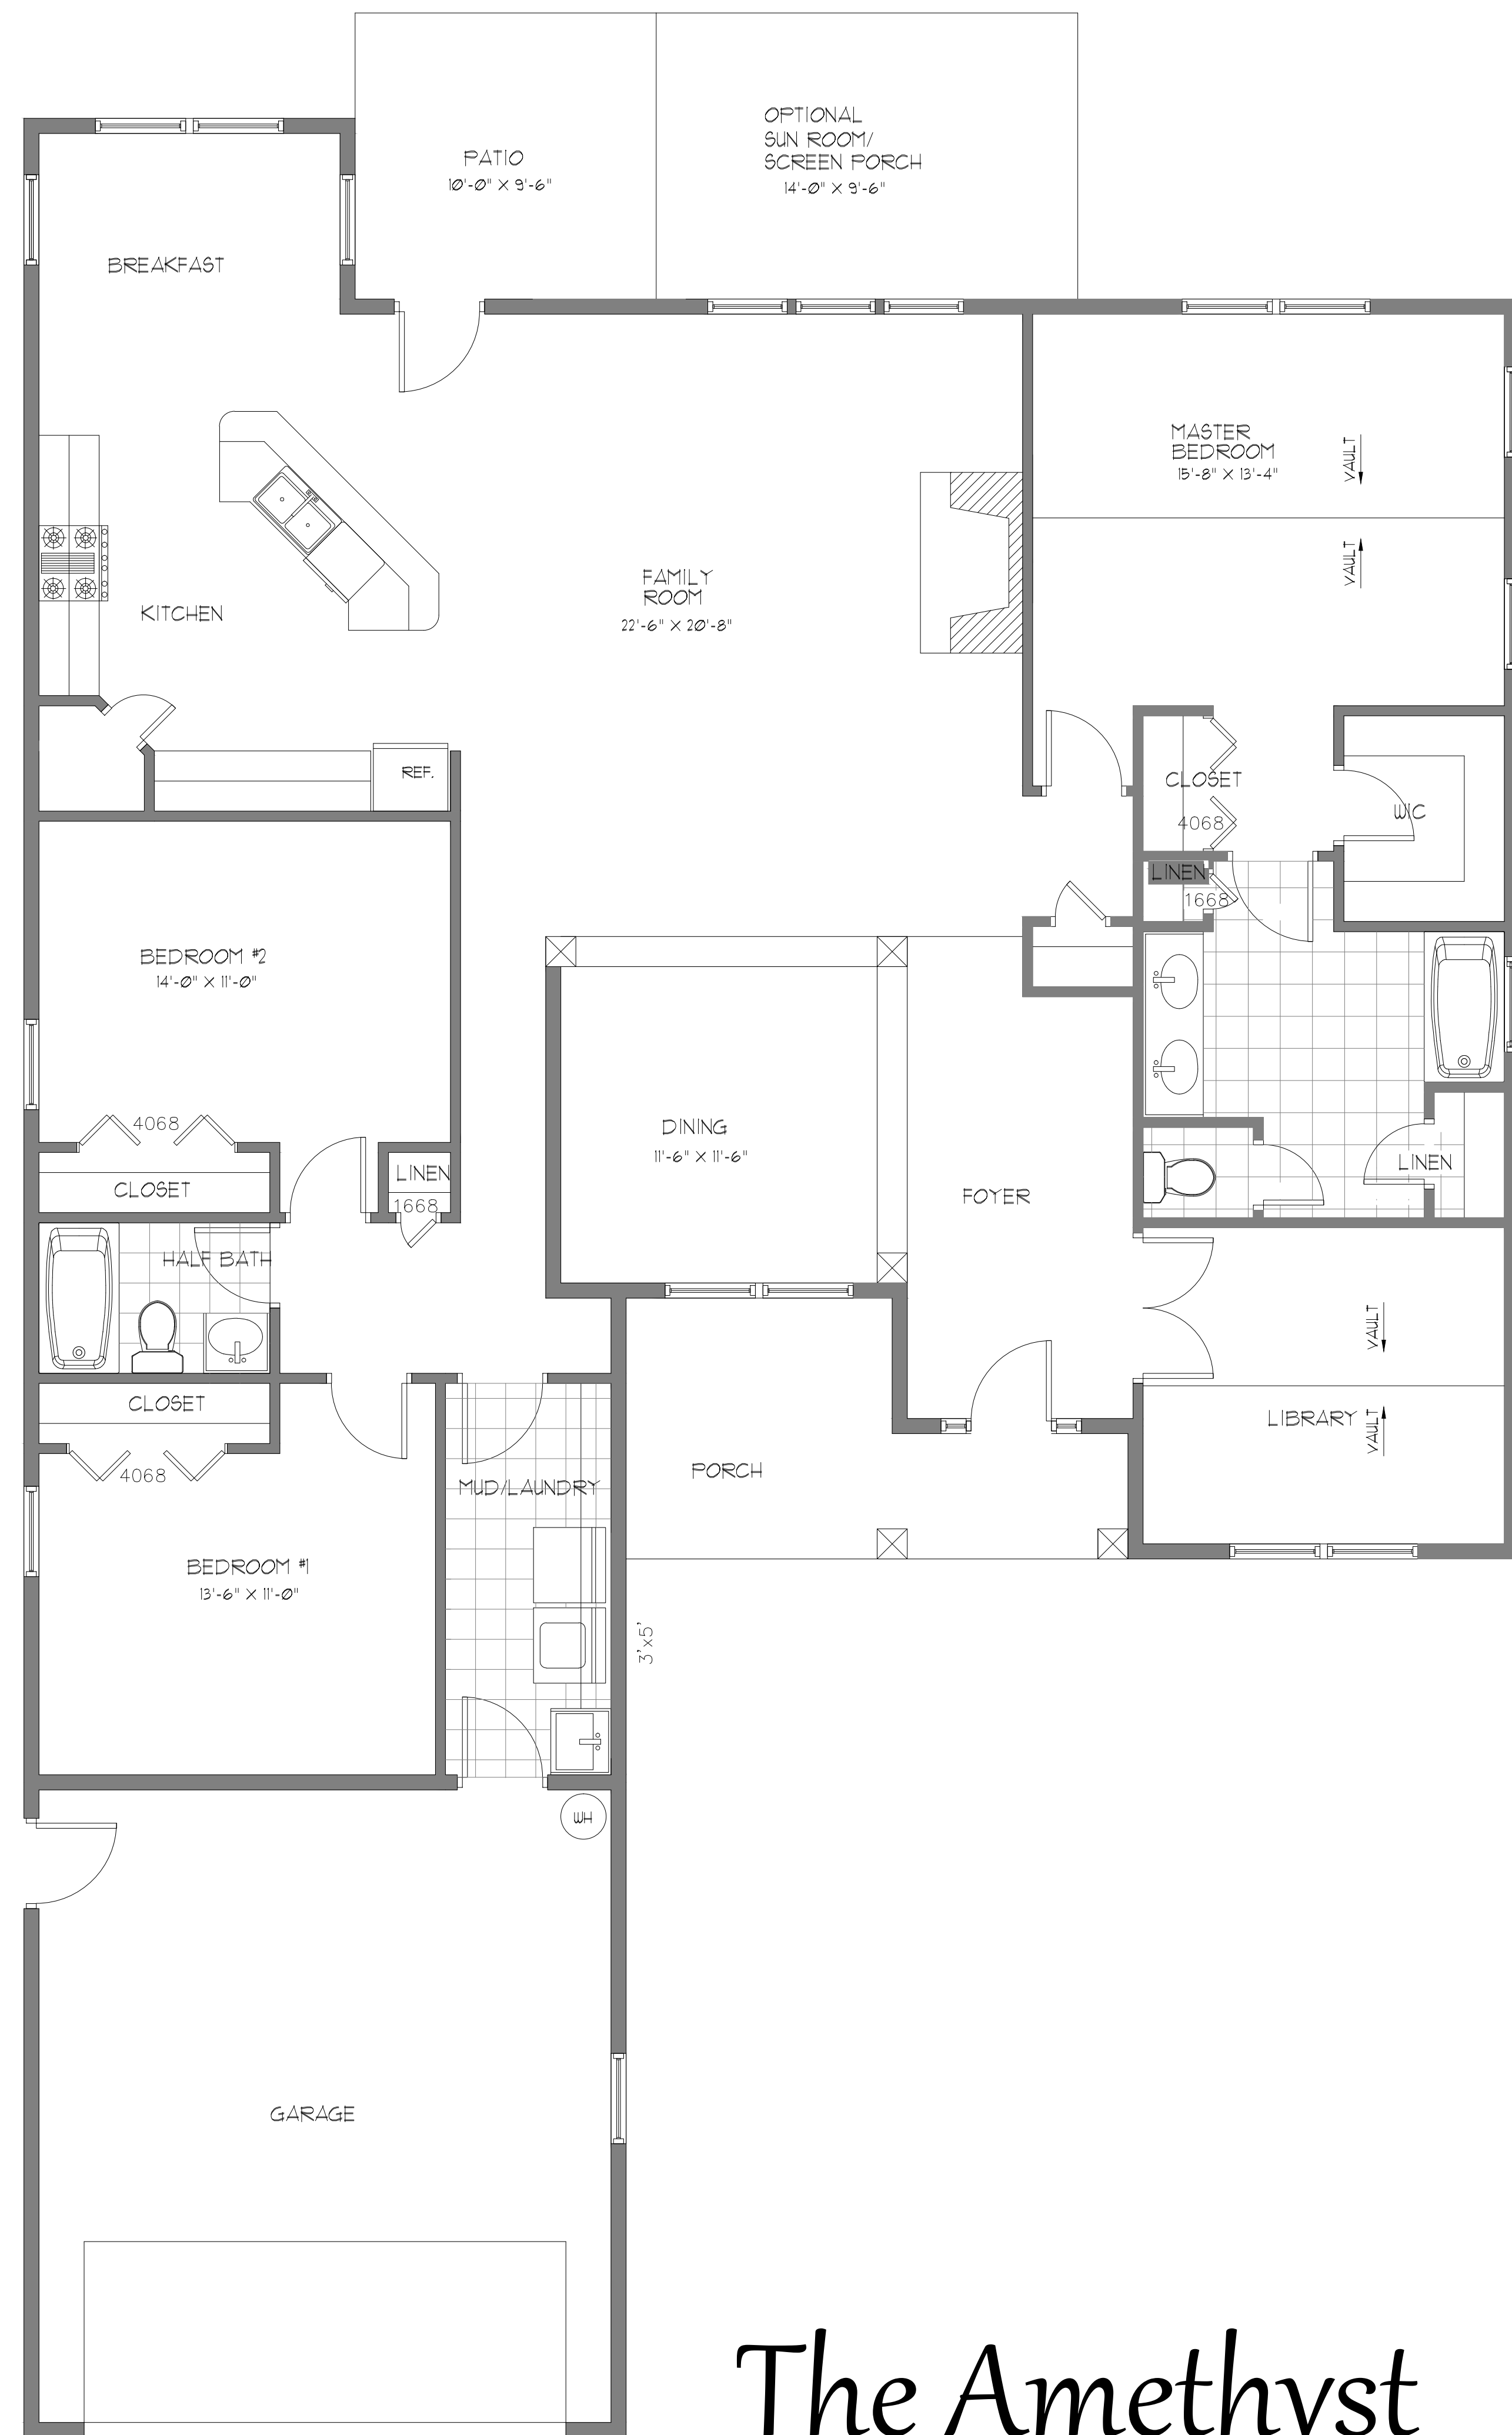 OPTIONAL
SUN ROOM/
SCREEN PORCH
14'-0" X 9'-6"
PATIO
10'-0" X 9'-6"
BREAKFAST
MASTER
BEDROOM
15'-8" X 13'-4"
VAULT
VAULT
FAMILY
ROOM
22'-6" X 20'-8"
KITCHEN
REF.
CLOSET
4068
WIC
LINEN
1668
BEDROOM #2
14'-0" X 11'-0"
4068
CLOSET
LINEN
1668
DINING
11'-6" X 11'-6"
FOYER
LINEN
HALF BATH
VAULT
CLOSET
4068
LIBRARY
VAULT
PORCH
MUD/LAUNDRY
BEDROOM #1
13'-6" X 11'-0"
3'x5'
WH
GARAGE
The Amethyst